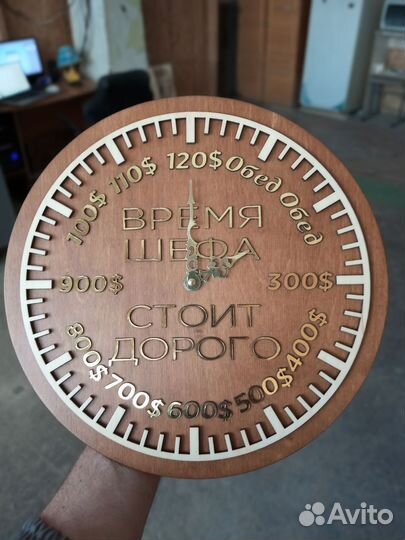 120$
Обед
Обед
300$
400$
500$
600$
700$
800$
900$
100$
110$
ВРЕМЯ
ШЕФА
СТОИТ
ДОРОГО
Avito